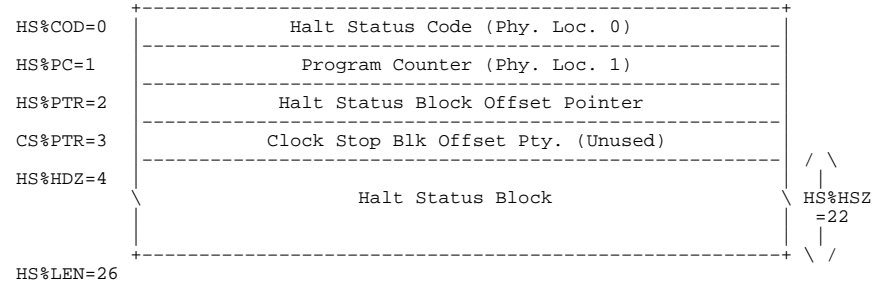 HS%COD=0 Halt Status Code (Phy. Loc. 0)
HS%PC=1 Program Counter (Phy. Loc. 1)
HS%PTR=2 Halt Status Block Offset Pointer
CS%PTR=3 Clock Stop Blk Offset Pty. (Unused)
HS%HDZ=4
Halt Status Block HS%HSZ
=22
HS%LEN=26